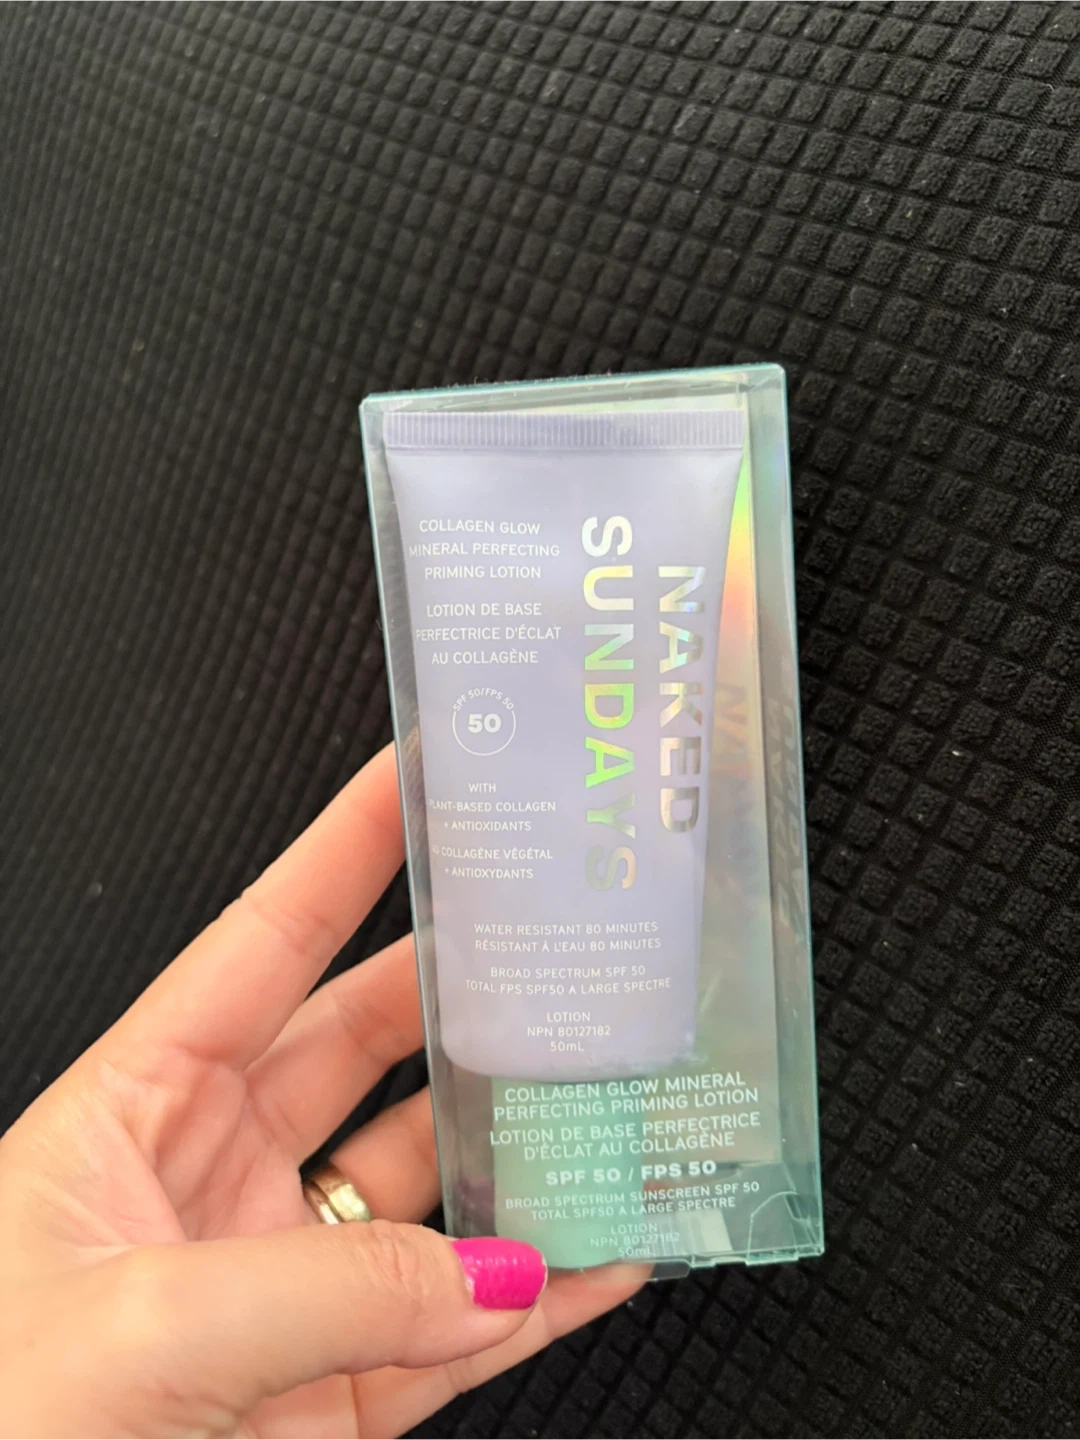 COLLAGEN GLOW
MINERAL PERFECTING
PRIMING LOTION
LOTION DE BASE
PERFECTRICE D'ÉCLAT
AU COLLAGÈNE
SPF 50/FPS 50
50
WITH
PLANT-BASED COLLAGEN
+ ANTIOXIDANTS
AU COLLAGÈNE VÉGÉTAL
+ ANTIOXYDANTS
NAKED
SUNDAYS
WATER RESISTANT 80 MINUTES
RÉSISTANT À L'EAU 80 MINUTES
BROAD SPECTRUM SPF 50
TOTAL FPS SPF50 A LARGE SPECTRE
LOTION
NPN 80127182
50mL
COLLAGEN GLOW MINERAL
PERFECTING PRIMING LOTION
LOTION DE BASE PERFECTRICE
D'ÉCLAT AU COLLAGÈNE
SPF 50 / FPS 50
BROAD SPECTRUM SUNSCREEN SPF 50
TOTAL SPF50 A LARGE SPECTRE
LOTION
NPN 80127182
50mL